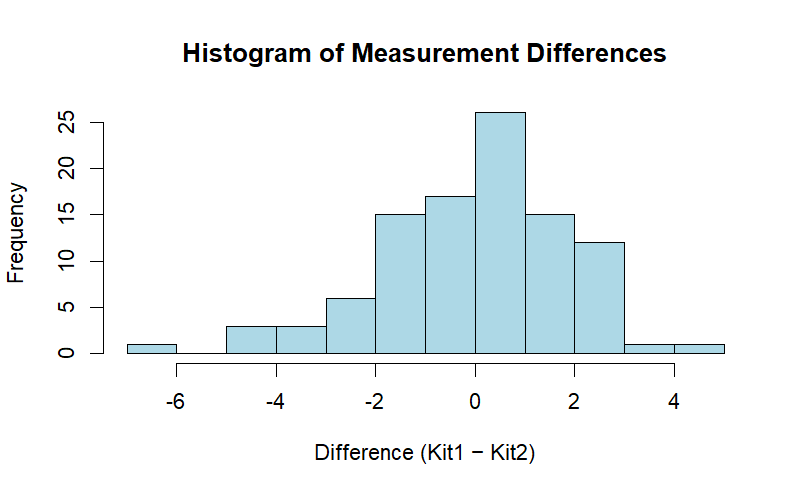 Histogram of Measurement Differences
Frequency
25
20
15
10
5
0
-6 -4 -2 0 2 4
Difference (Kit1 − Kit2)